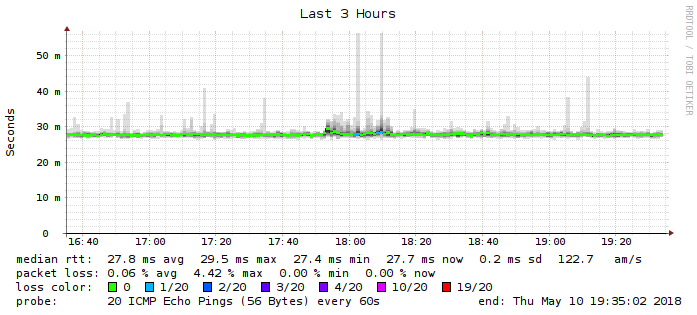 Last 3 Hours
RRDTOOL / TOBI OETIKER
Seconds
50 m
40 m
30 m
20 m
10 m
0
16:40 17:00 17:20 17:40 18:00 18:20 18:40 19:00 19:20
median rtt: 27.8 ms avg 29.5 ms max 27.4 ms min 27.7 ms now 0.2 ms sd 122.7 am/s
packet loss: 0.06 % avg 4.42 % max 0.00 % min 0.00 % now
loss color: 0 1/20 2/20 3/20 4/20 10/20 19/20
probe: 20 ICMP Echo Pings (56 Bytes) every 60s end: Thu May 10 19:35:02 2018